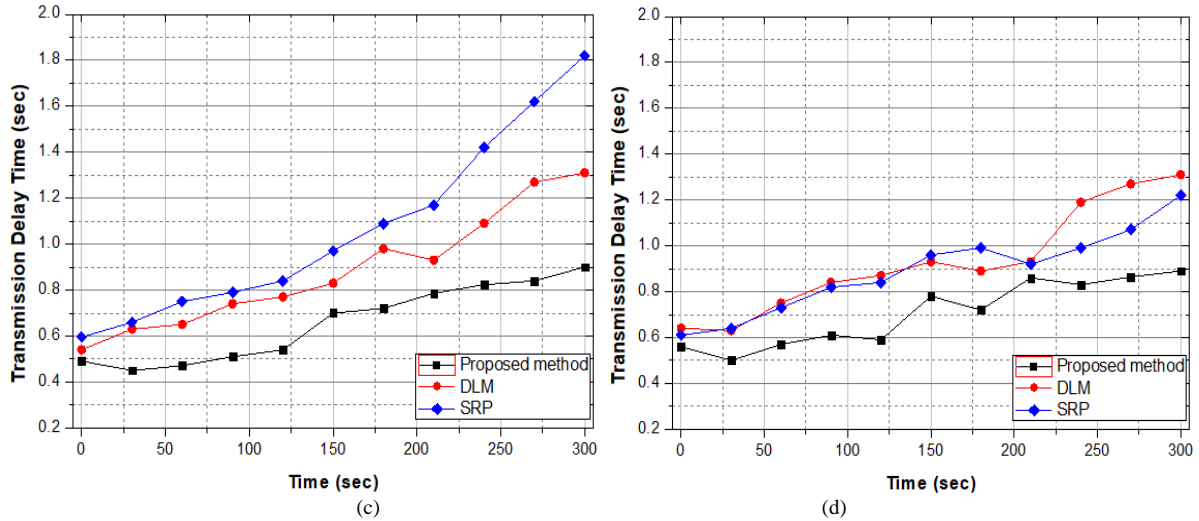 2.0
1.8
1.6
1.4
1.2
1.0
0.8
0.6
0.4
0.2
Transmission Delay Time (sec)
0 50 100 150 200 250 300
Time (sec)
Proposed method
DLM
SRP
(c)
2.0
1.8
1.6
1.4
1.2
1.0
0.8
0.6
0.4
0.2
Transmission Delay Time (sec)
0 50 100 150 200 250 300
Time (sec)
Proposed method
DLM
SRP
(d)